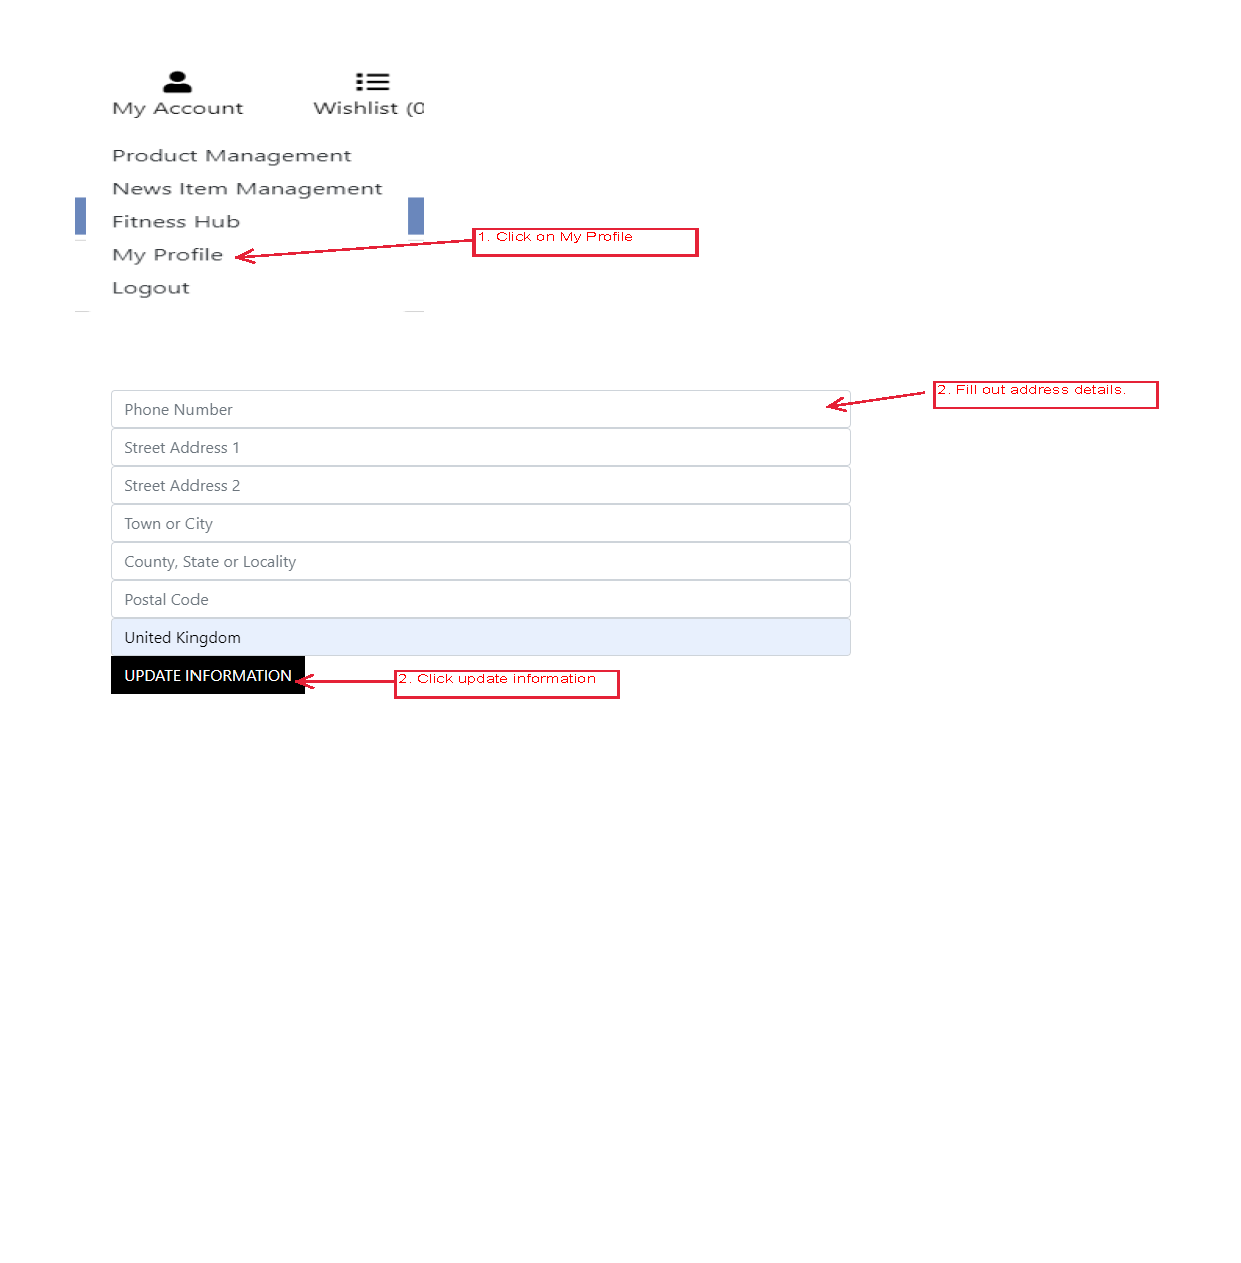 My Account
Wishlist (0
Product Management
News Item Management
Fitness Hub
1. Click on My Profile
My Profile
Logout
2. Fill out address details.
Phone Number
Street Address 1
Street Address 2
Town or City
County, State or Locality
Postal Code
United Kingdom
UPDATE INFORMATION
2. Click update information